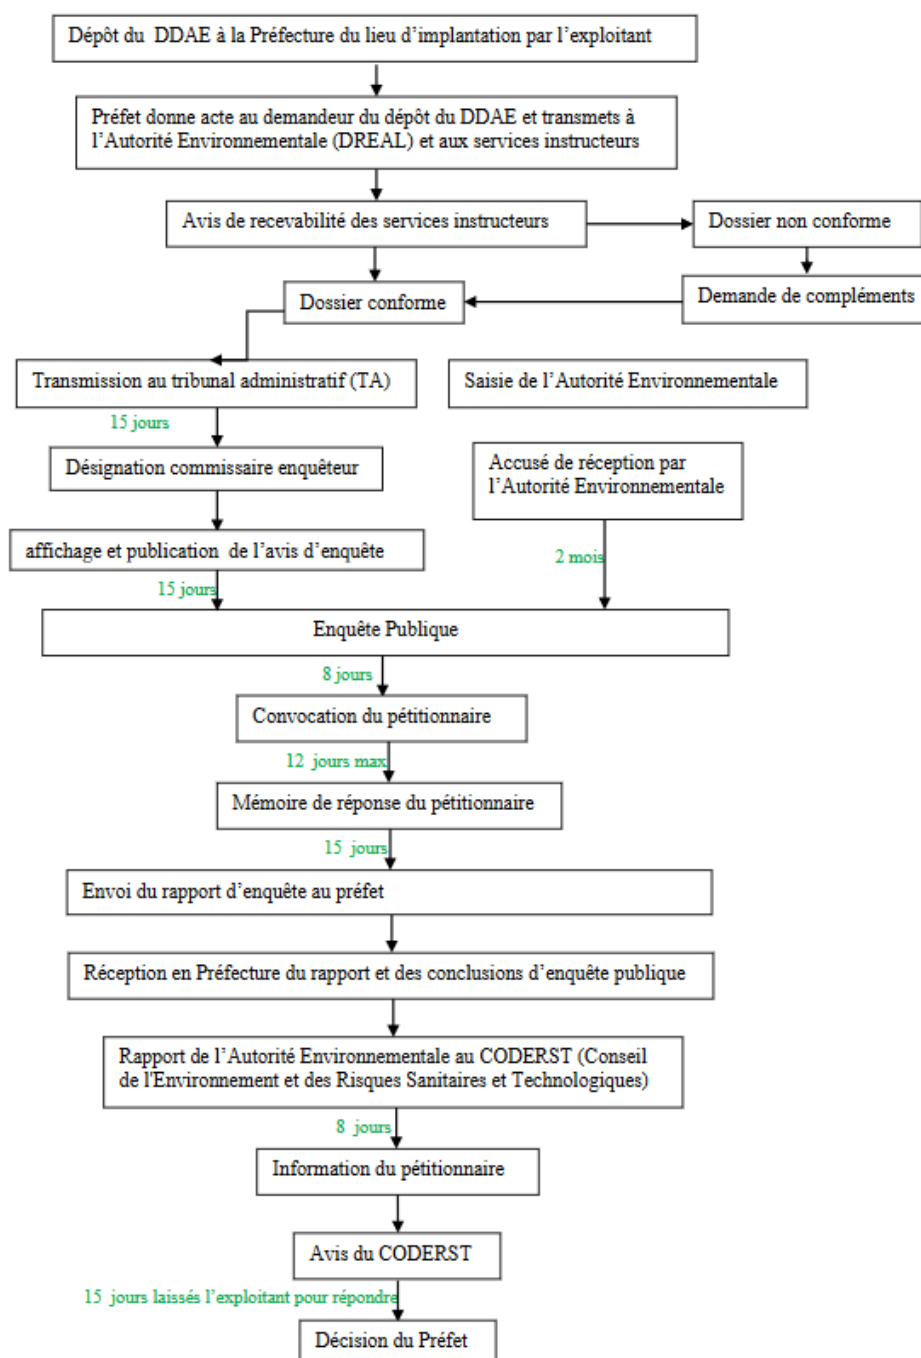 Dépôt du DDAE à la Préfecture du lieu d’implantation par l’exploitant
Préfet donne acte au demandeur du dépôt du DDAE et transmets à
l’Autorité Environnementale (DREAL) et aux services instructeurs
Avis de recevabilité des services instructeurs
Dossier non conforme
Dossier conforme
Demande de compléments
Transmission au tribunal administratif (TA)
Saisie de l’Autorité Environnementale
15 jours
Désignation commissaire enquêteur
Accusé de réception par
l’Autorité Environnementale
affichage et publication de l’avis d’enquête
2 mois
15 jours
Enquête Publique
8 jours
Convocation du pétitionnaire
12 jours max
Mémoire de réponse du pétitionnaire
15 jours
Envoi du rapport d’enquête au préfet
Réception en Préfecture du rapport et des conclusions d’enquête publique
Rapport de l’Autorité Environnementale au CODERST (Conseil
de l'Environnement et des Risques Sanitaires et Technologiques)
8 jours
Information du pétitionnaire
Avis du CODERST
15 jours laissés l’exploitant pour répondre
Décision du Préfet